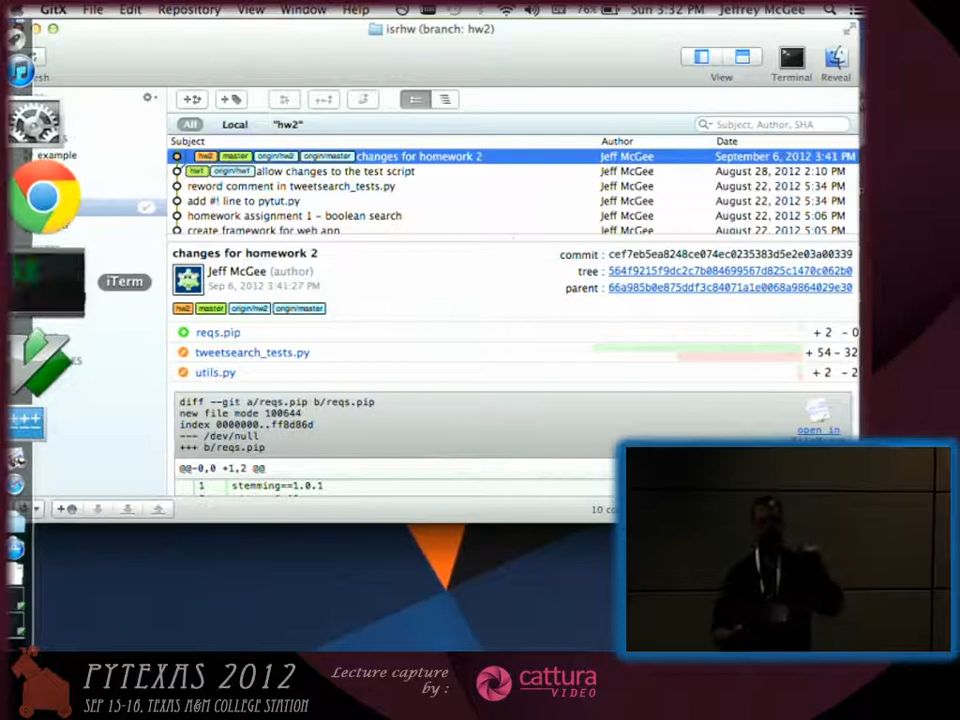 GitX File Edit Repository View Window Help 76% Sun 3:32 PM Jeffrey McGee
isrhw (branch: hw2)
esh View Terminal Reveal
All Local "hw2" Subject, Author, SHA
Subject Author Date
hw2 master origin/hw2 origin/master changes for homework 2 Jeff McGee September 6, 2012 3:41 PM
example
hw1 origin/hw1 allow changes to the test script Jeff McGee August 28, 2012 2:10 PM
reword comment in tweetsearch_tests.py Jeff McGee August 22, 2012 5:34 PM
add #! line to pytut.py Jeff McGee August 22, 2012 5:34 PM
homework assignment 1 - boolean search Jeff McGee August 22, 2012 5:06 PM
create framework for web app Jeff McGee August 22, 2012 5:05 PM
changes for homework 2
commit : cef7eb5ea8248ce074ec0235383d5e2e03a00339
Jeff McGee (author)
tree : 564f9215f9dc2c7b084699567d825c1470c062b0
Sep 6, 2012 3:41:27 PM
parent : 66a985b0e875ddf3c84071a1e0068a9864029e30
iTerm
hw2 master origin/hw2 origin/master
reqs.pip + 2 - 0
tweetsearch_tests.py + 54 - 32
utils.py + 2 - 2
diff --git a/reqs.pip b/reqs.pip
new file mode 100644
index 0000000..ff8d86d
--- /dev/null
+++ b/reqs.pip
open in
@@ -0,0 +1,2 @@
1 stemming==1.0.1
10 co
PYTEXAS 2012
SEP 15-16, TEXAS A&M COLLEGE STATION
Lecture capture
by :
cattura
VIDEO